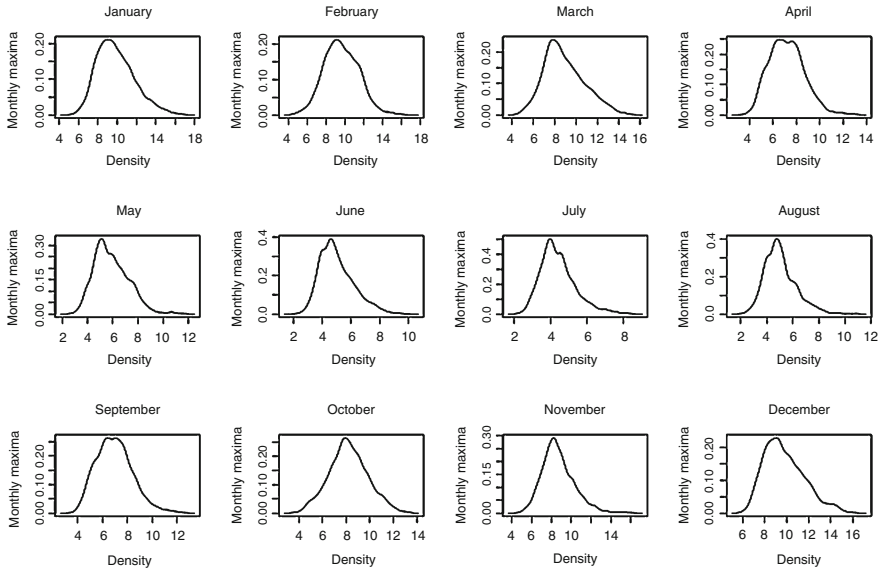 January
Monthly maxima
0.00 0.10 0.20
4 6 8 10 14 18
Density
February
Monthly maxima
0.00 0.10 0.20
4 6 8 10 14 18
Density
March
Monthly maxima
0.00 0.10 0.20
4 6 8 10 12 14 16
Density
April
Monthly maxima
0.00 0.10 0.20
4 6 8 10 12 14
Density
May
Monthly maxima
0.00 0.15 0.30
2 4 6 8 10 12
Density
June
Monthly maxima
0.0 0.2 0.4
2 4 6 8 10
Density
July
Monthly maxima
0.0 0.2 0.4
2 4 6 8
Density
August
Monthly maxima
0.0 0.2 0.4
2 4 6 8 10 12
Density
September
Monthly maxima
0.00 0.10 0.20
4 6 8 10 12
Density
October
Monthly maxima
0.00 0.10 0.20
4 6 8 10 12 14
Density
November
Monthly maxima
0.00 0.15 0.30
4 6 8 10 14
Density
December
Monthly maxima
0.00 0.10 0.20
6 8 10 12 14 16
Density